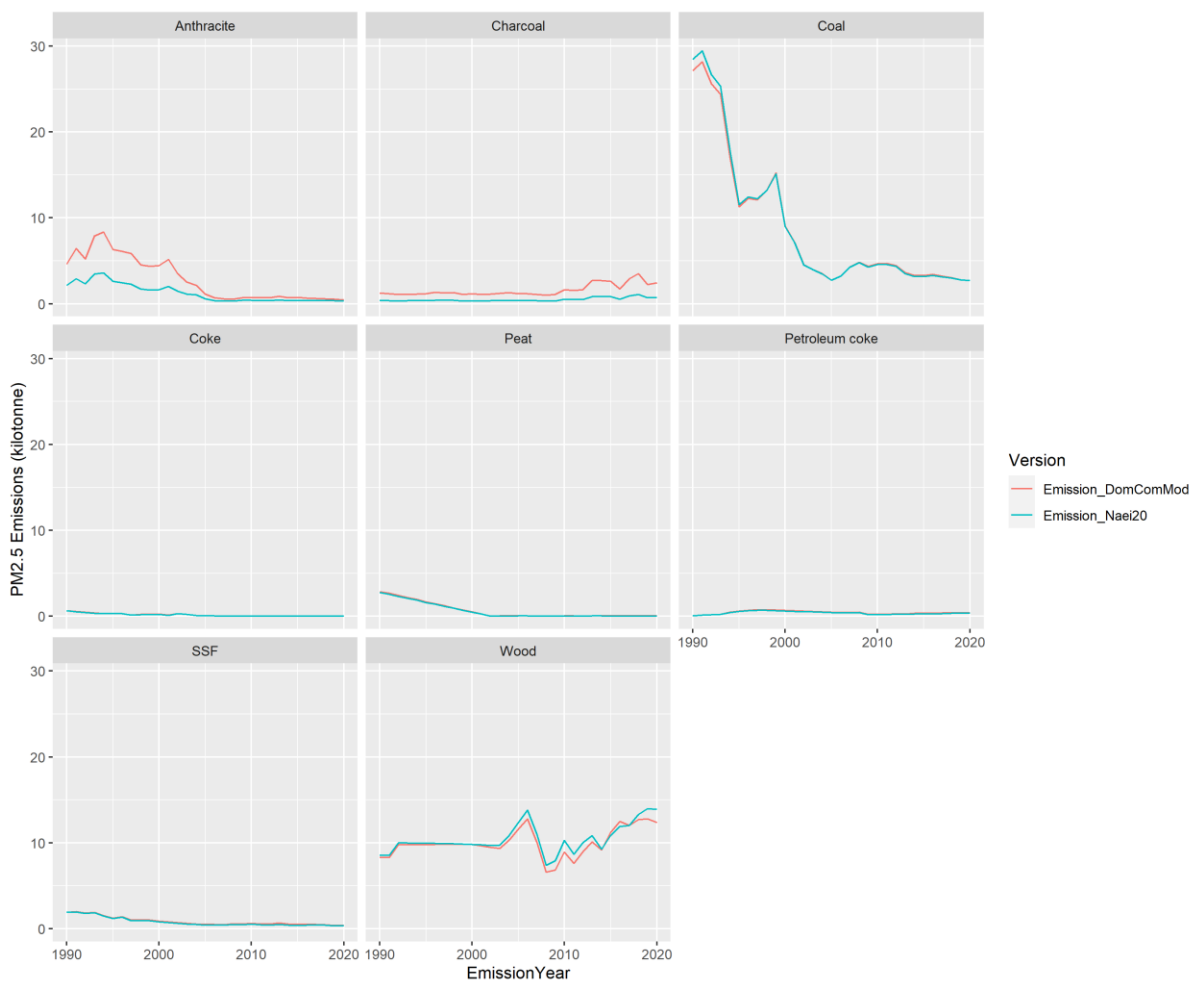 Anthracite
Charcoal
Coal
30
20
10
0
Coke
Peat
Petroleum coke
30
20
10
0
1990
2000
2010
2020
SSF
Wood
30
20
10
0
1990
2000
2010
2020
1990
2000
2010
2020
EmissionYear
PM2.5 Emissions (kilotonne)
Version
Emission_DomComMod
Emission_Naei20